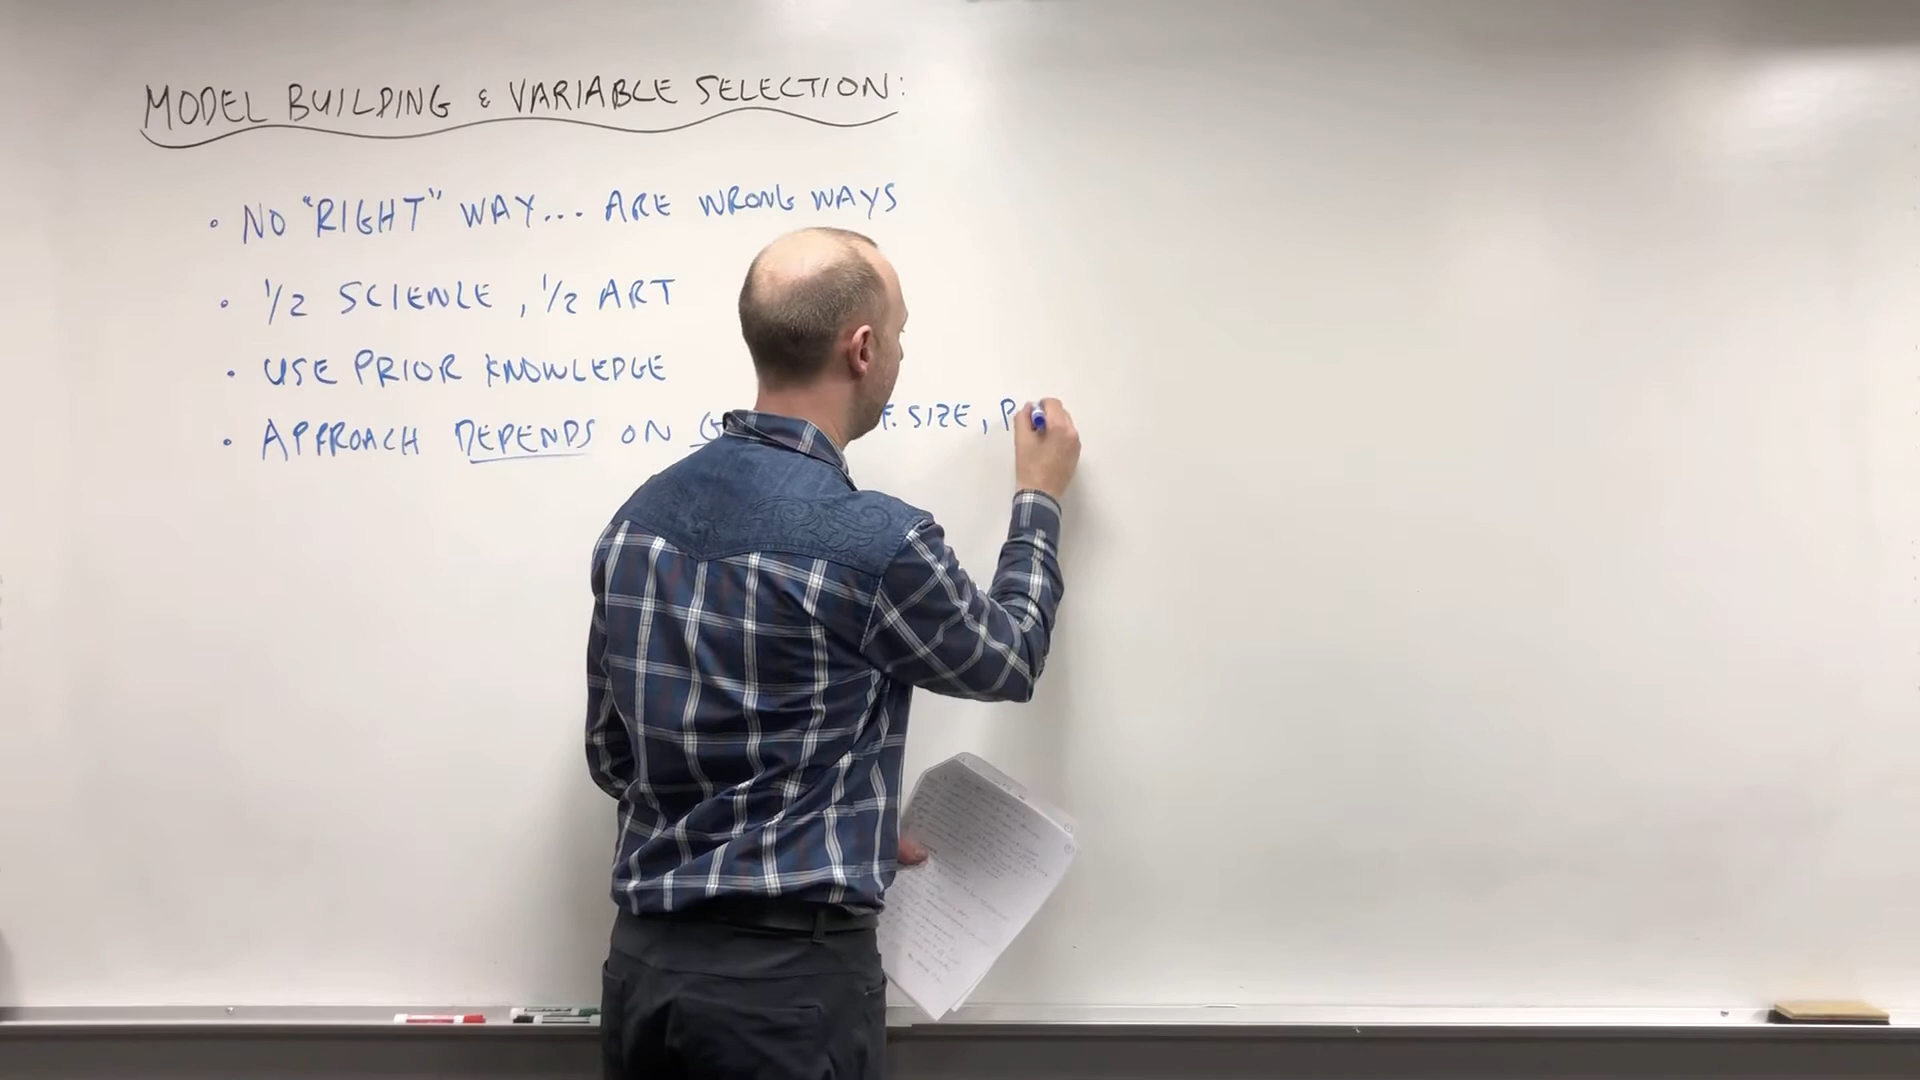 MODEL BUILDING & VARIABLE SELECTION:
• NO "RIGHT" WAY... ARE WRONG WAYS
• 1/2 SCIENCE, 1/2 ART
• USE PRIOR KNOWLEDGE
• APPROACH DEPENDS ON SIZE,